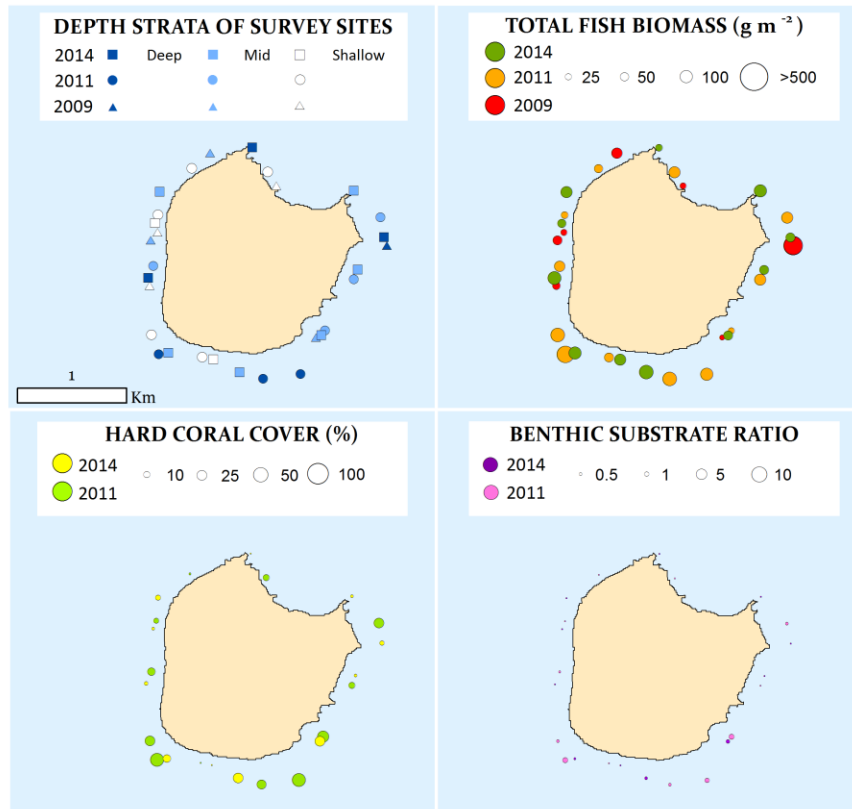 DEPTH STRATA OF SURVEY SITES
2014 Deep Mid Shallow
2011
2009
1
Km
TOTAL FISH BIOMASS (g m ⁻²)
2014
2011 25 50 100 >500
2009
HARD CORAL COVER (%)
2014
2011 10 25 50 100
BENTHIC SUBSTRATE RATIO
2014
2011 0.5 1 5 10